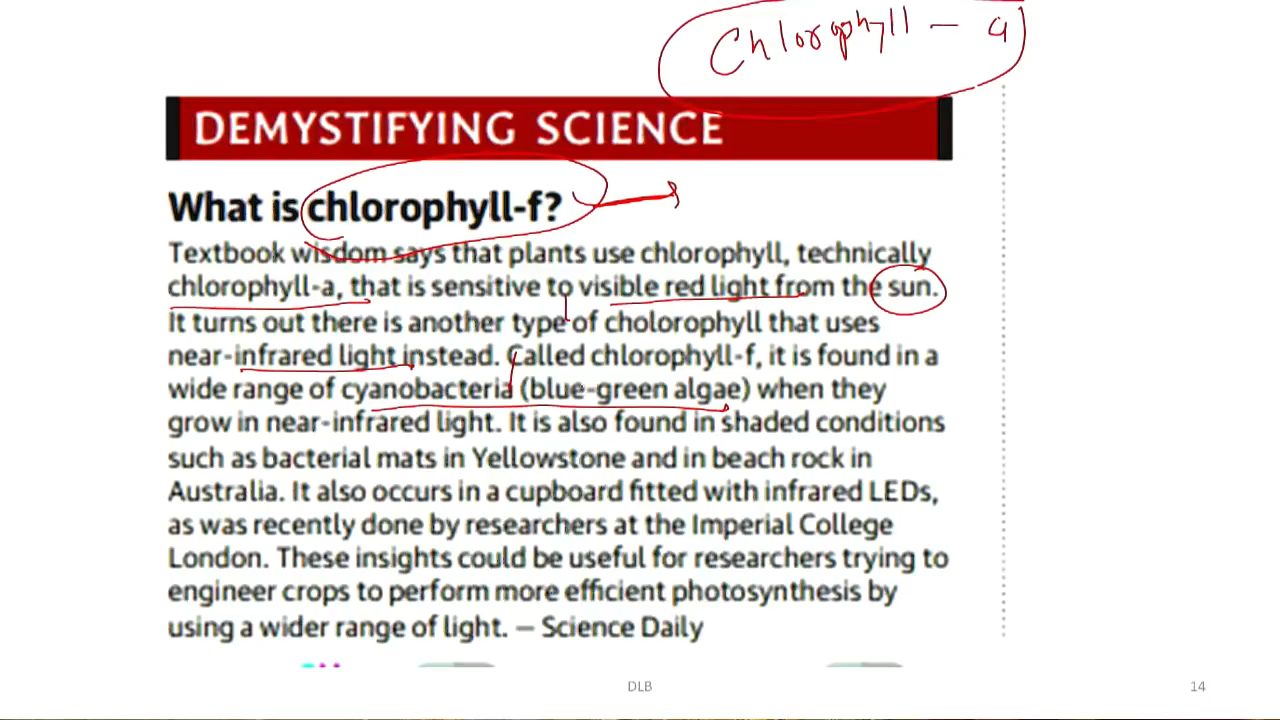 Chlorophyll - a
DEMYSTIFYING SCIENCE
What is chlorophyll-f?
Textbook wisdom says that plants use chlorophyll, technically
chlorophyll-a, that is sensitive to visible red light from the sun.
It turns out there is another type of cholorophyll that uses
near-infrared light instead. Called chlorophyll-f, it is found in a
wide range of cyanobacteria (blue-green algae) when they
grow in near-infrared light. It is also found in shaded conditions
such as bacterial mats in Yellowstone and in beach rock in
Australia. It also occurs in a cupboard fitted with infrared LEDs,
as was recently done by researchers at the Imperial College
London. These insights could be useful for researchers trying to
engineer crops to perform more efficient photosynthesis by
using a wider range of light. — Science Daily
DLB
14